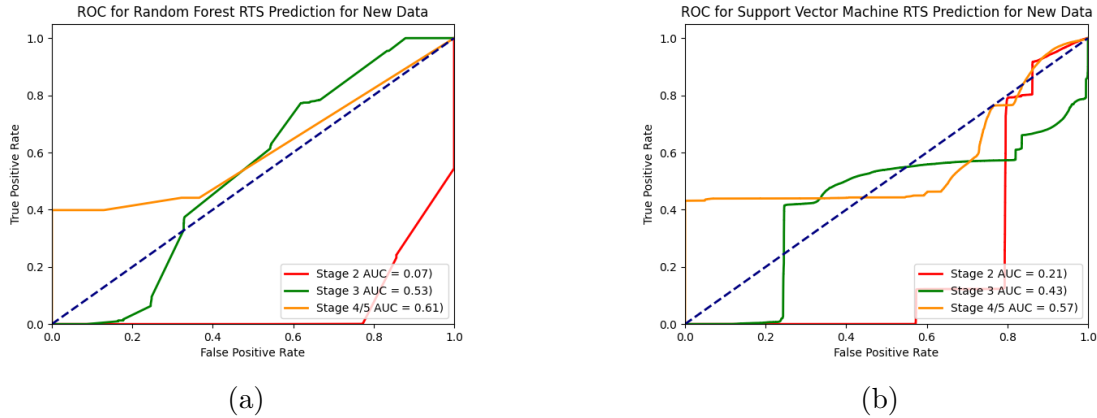 ROC for Random Forest RTS Prediction for New Data
1.0
0.8
0.6
0.4
0.2
0.0
True Positive Rate
Stage 2 AUC = 0.07)
Stage 3 AUC = 0.53)
Stage 4/5 AUC = 0.61)
0.0 0.2 0.4 0.6 0.8 1.0
False Positive Rate
(a)
ROC for Support Vector Machine RTS Prediction for New Data
1.0
0.8
0.6
0.4
0.2
0.0
True Positive Rate
Stage 2 AUC = 0.21)
Stage 3 AUC = 0.43)
Stage 4/5 AUC = 0.57)
0.0 0.2 0.4 0.6 0.8 1.0
False Positive Rate
(b)